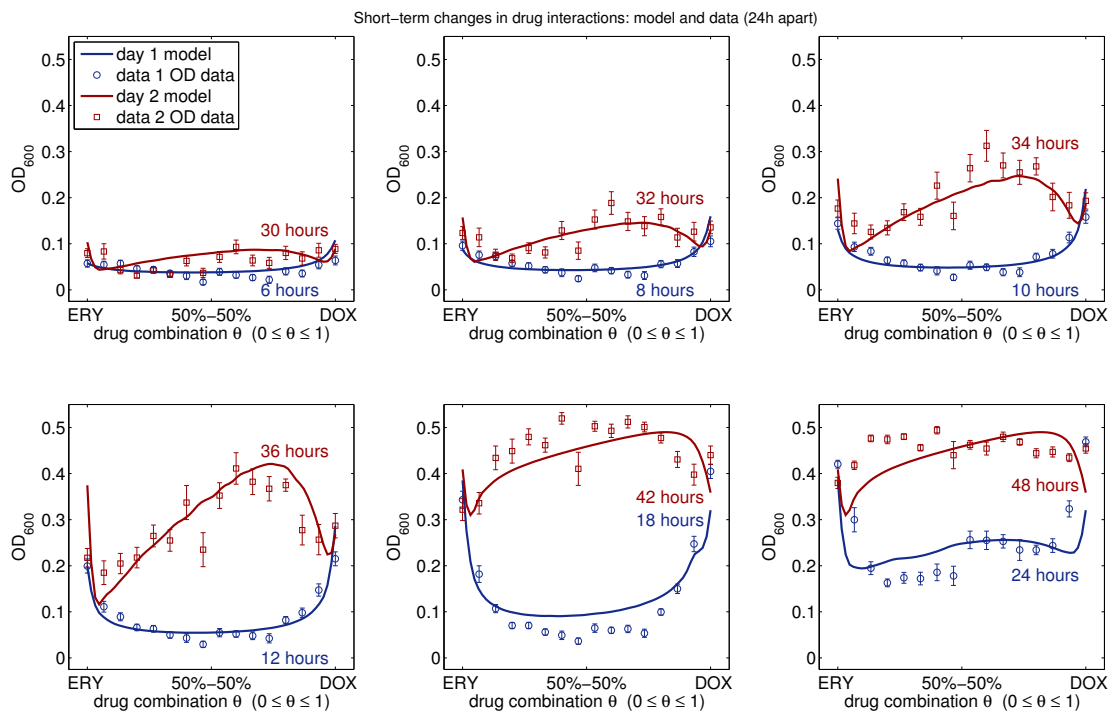 Short−term changes in drug interactions: model and data (24h apart)
day 1 model
data 1 OD data
day 2 model
data 2 OD data
0.5
0.4
0.3
0.2
0.1
0
OD600
30 hours
6 hours
ERY 50%−50% DOX
drug combination θ (0 ≤ θ ≤ 1)
0.5
0.4
0.3
0.2
0.1
0
OD600
32 hours
8 hours
ERY 50%−50% DOX
drug combination θ (0 ≤ θ ≤ 1)
0.5
0.4
0.3
0.2
0.1
0
OD600
34 hours
10 hours
ERY 50%−50% DOX
drug combination θ (0 ≤ θ ≤ 1)
0.5
0.4
0.3
0.2
0.1
0
OD600
36 hours
12 hours
ERY 50%−50% DOX
drug combination θ (0 ≤ θ ≤ 1)
0.5
0.4
0.3
0.2
0.1
0
OD600
42 hours
18 hours
ERY 50%−50% DOX
drug combination θ (0 ≤ θ ≤ 1)
0.5
0.4
0.3
0.2
0.1
0
OD600
48 hours
24 hours
ERY 50%−50% DOX
drug combination θ (0 ≤ θ ≤ 1)